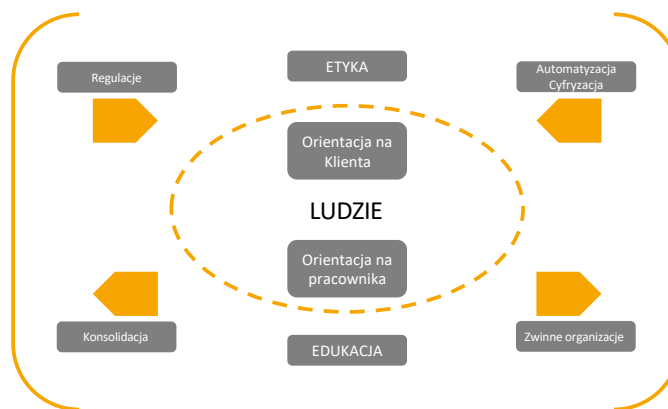 ETYKA
Regulacje
Automatyzacja
Cyfryzacja
Orientacja na
Klienta
LUDZIE
Orientacja na
pracownika
Konsolidacja
EDUKACJA
Zwinne organizacje